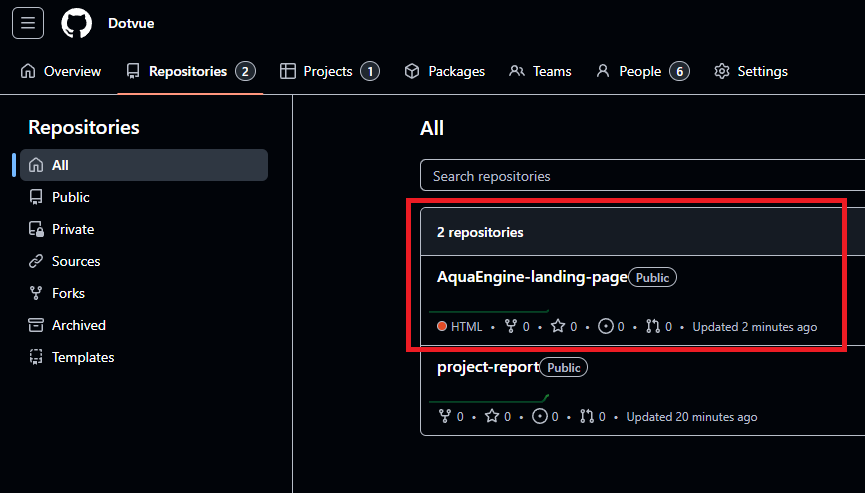 Dotvue
Overview Repositories 2 Projects 1 Packages Teams People 6 Settings
Repositories
All
Public
Private
Sources
Forks
Archived
Templates
All
Search repositories
2 repositories
AquaEngine-landing-page Public
HTML • 0 • 0 • 0 • 0 • Updated 2 minutes ago
project-report Public
0 • 0 • 0 • 0 • Updated 20 minutes ago